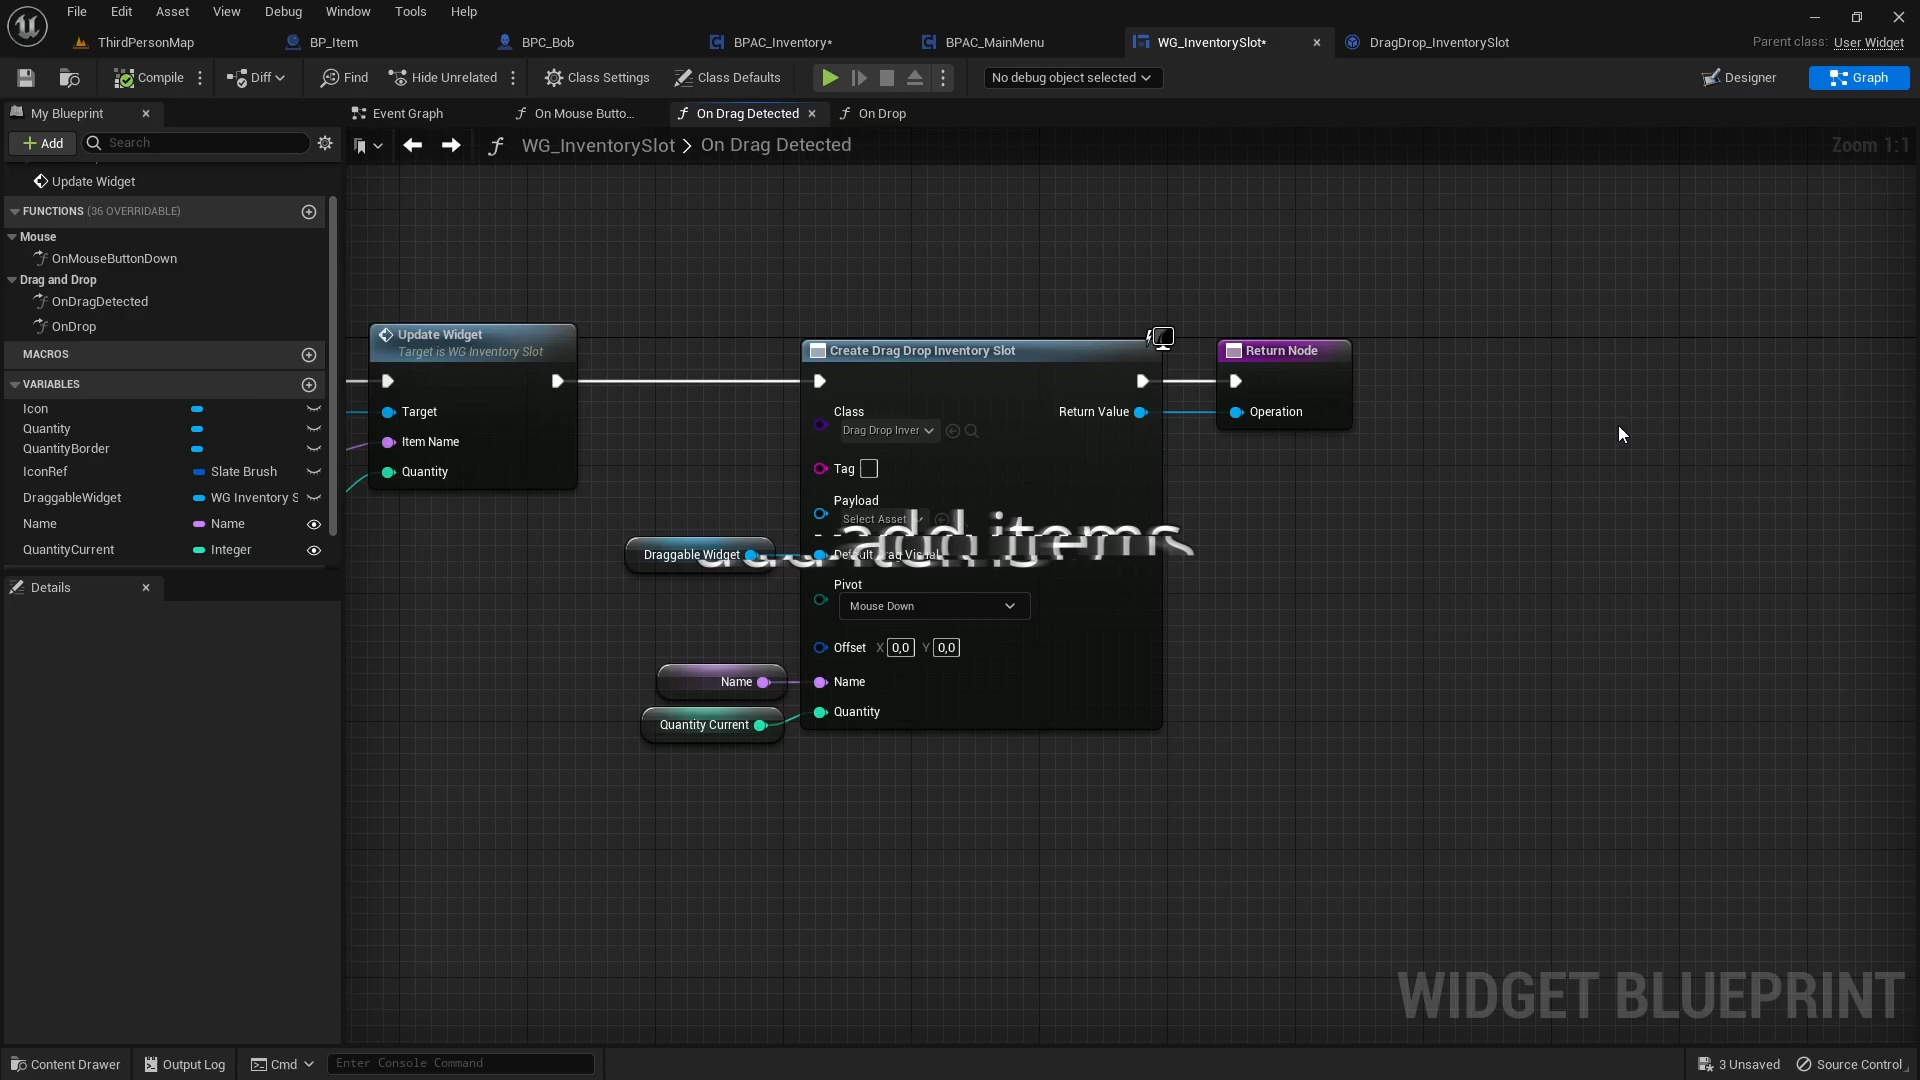 File Edit Asset View Window Debug Tools Help
ThirdPersonMap BP_Item BPC_Bob BPAC_Inventory* BPAC_MainMenu WG_InventorySlot* DragDrop_InventorySlot Parent class: User Widget
Compile Diff Find Hide Unrelated Class Settings Class Defaults No debug object selected Designer Graph
My Blueprint Event Graph On Mouse Butto... On Drag Detected On Drop
Add Search WG_InventorySlot > On Drag Detected Zoom 1:1
Update Widget
FUNCTIONS (36 OVERRIDABLE)
Mouse
OnMouseButtonDown
Drag and Drop
OnDragDetected
OnDrop
MACROS
VARIABLES
Icon
Quantity
QuantityBorder
IconRef Slate Brush
DraggableWidget WG Inventory S
Name Name
QuantityCurrent Integer
Details
Update Widget
Target is WG Inventory Slot
Target
Item Name
Quantity
Create Drag Drop Inventory Slot
Class Return Value
Drag Drop Inver
Tag
Payload
Select Asset
Default Drag Visual
Pivot
Mouse Down
Offset X 0,0 Y 0,0
Name
Quantity
Return Node
Operation
Draggable Widget
Name
Quantity Current
add items
WIDGET BLUEPRINT
Content Drawer Output Log Cmd Enter Console Command 3 Unsaved Source Control